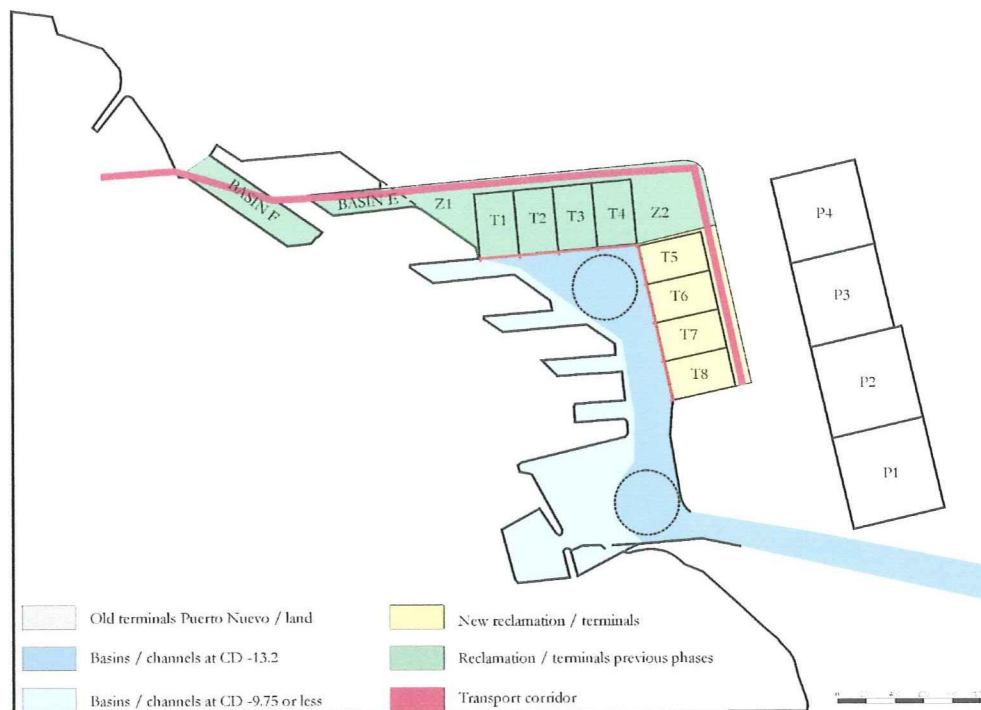 BASIN F
BASIN E
Z1
T1
T2
T3
T4
Z2
T5
T6
T7
T8
P4
P3
P2
P1
Old terminals Puerto Nuevo / land
Basins / channels at CD -13.2
Basins / channels at CD -9.75 or less
New reclamation / terminals
Reclamation / terminals previous phases
Transport corridor